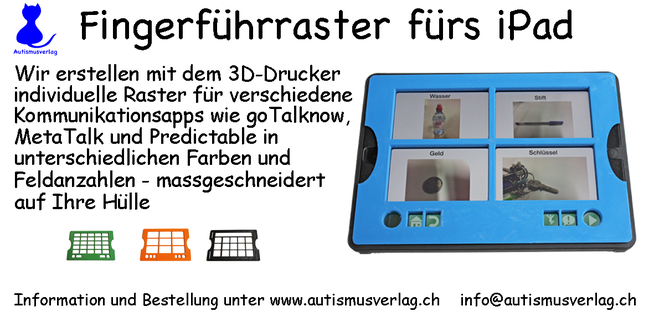 Fingerführraster fürs iPad
Autismusverlag
Wir erstellen mit dem 3D-Drucker
individuelle Raster für verschiedene
Kommunikationsapps wie goTalknow,
MetaTalk und Predictable in
unterschiedlichen Farben und
Feldanzahlen - massgeschneidert
auf Ihre Hülle
Wasser
Stift
Geld
Schlüssel
Information und Bestellung unter www.autismusverlag.ch info@autismusverlag.ch